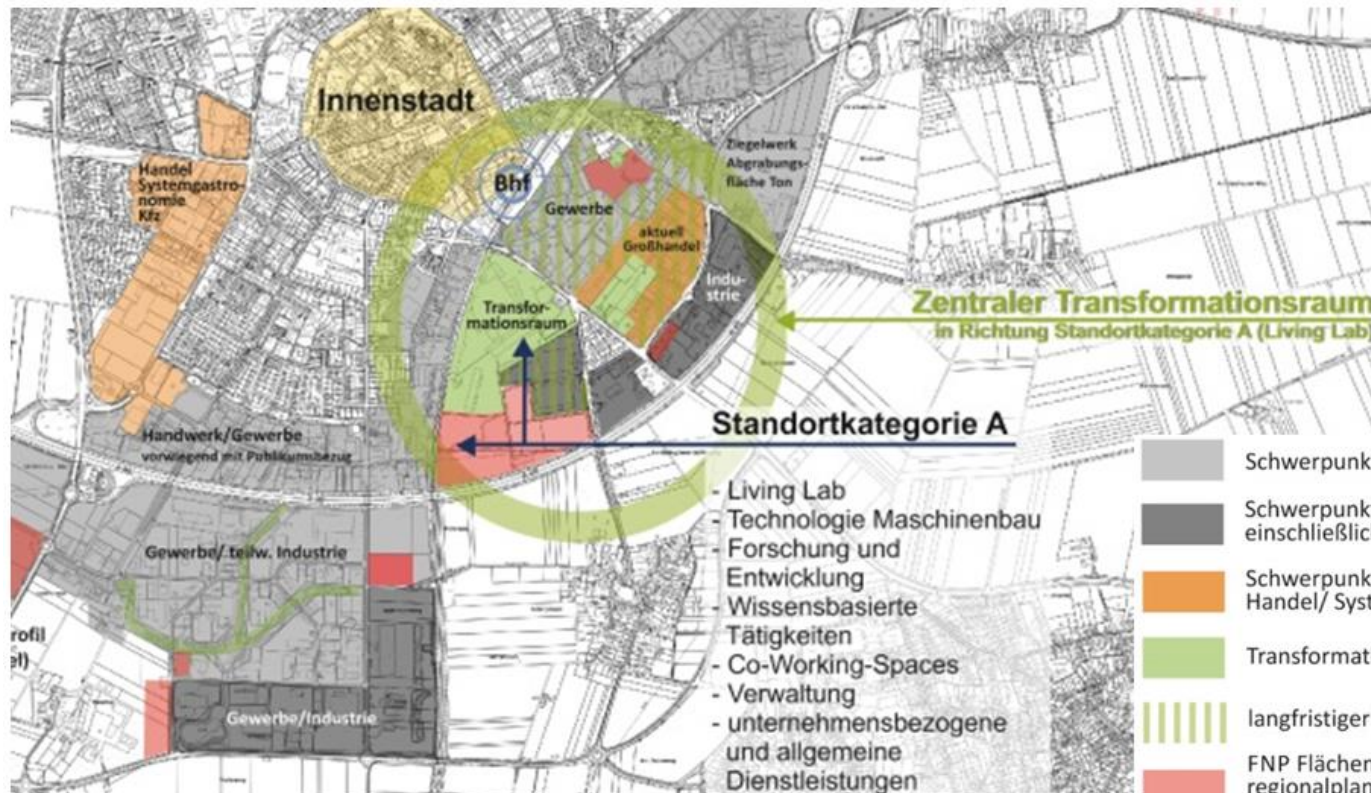 Innenstadt
Bhf
Ziegelwerk
Abgrabungs-
fläche Ton
Handel
Systemgastro-
nomie
Kfz
Gewerbe
aktuell
Großhandel
Indu-
strie
Transfor-
mationsraum
Zentraler Transformationsraum
in Richtung Standortkategorie A (Living Lab)
Standortkategorie A
- Living Lab
- Technologie Maschinenbau
- Forschung und
Entwicklung
- Wissensbasierte
Tätigkeiten
- Co-Working-Spaces
- Verwaltung
- unternehmensbezogene
und allgemeine
Dienstleistungen
Handwerk/Gewerbe
vorwiegend mit Publikumsbezug
Gewerbe/ teilw. Industrie
rofil
el)
Gewerbe/Industrie
Schwerpunk
Schwerpunk
einschließlic
Schwerpunk
Handel/ Syst
Transformat
langfristiger
FNP Flächen
regionalplan